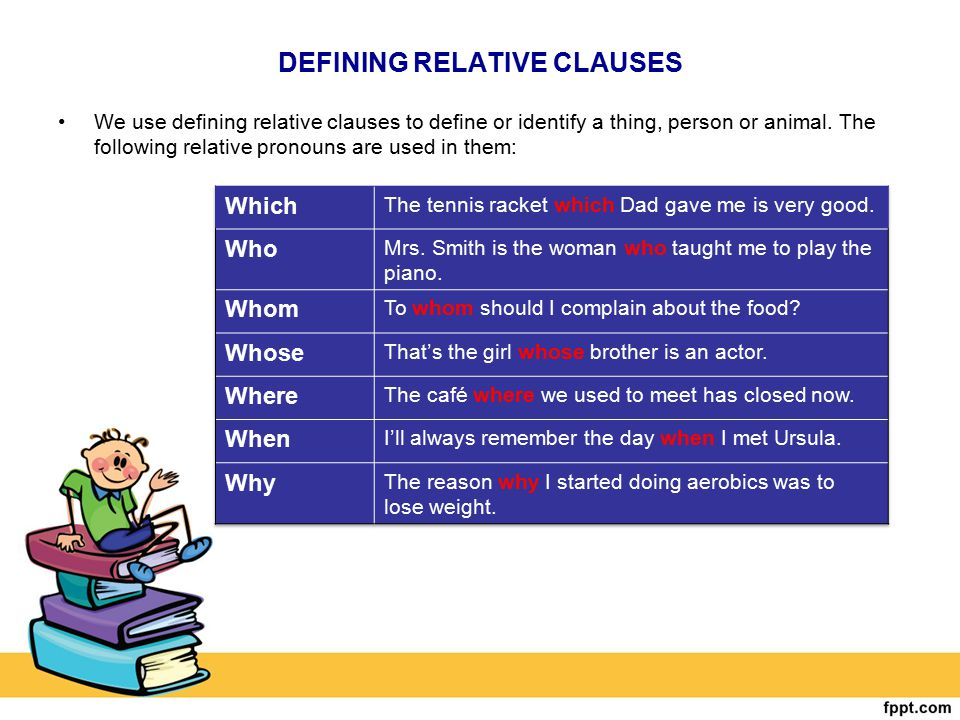 DEFINING RELATIVE CLAUSES
• We use defining relative clauses to define or identify a thing, person or animal. The
following relative pronouns are used in them:
Which The tennis racket which Dad gave me is very good.
Who Mrs. Smith is the woman who taught me to play the
piano.
Whom To whom should I complain about the food?
Whose That’s the girl whose brother is an actor.
Where The café where we used to meet has closed now.
When I’ll always remember the day when I met Ursula.
Why The reason why I started doing aerobics was to
lose weight.
fppt.com